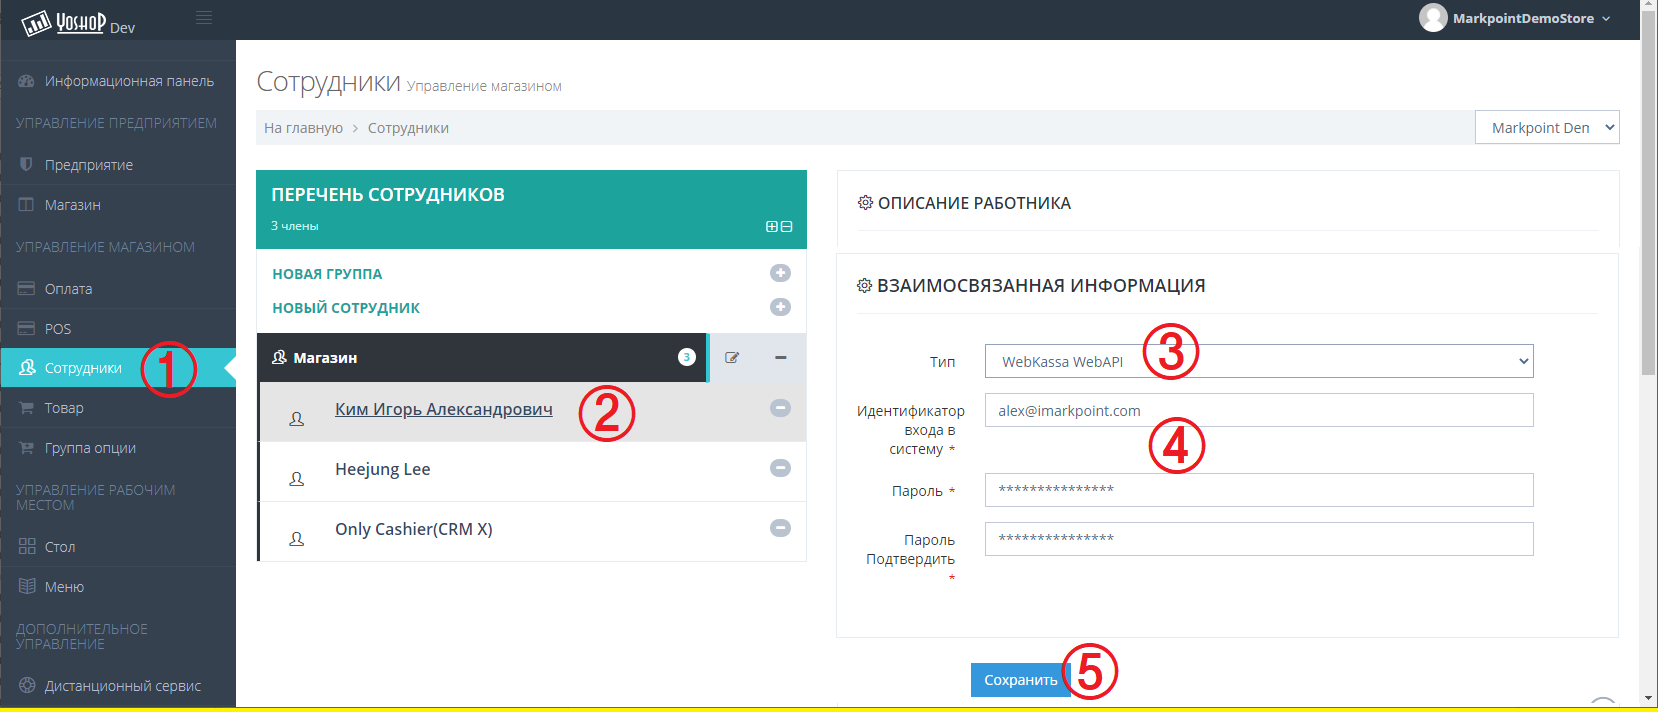 YOSHOP Dev
MarkpointDemoStore
Информационная панель
УПРАВЛЕНИЕ ПРЕДПРИЯТИЕМ
Предприятие
Магазин
УПРАВЛЕНИЕ МАГАЗИНОМ
Оплата
POS
Сотрудники
1
Товар
Группа опции
УПРАВЛЕНИЕ РАБОЧИМ
МЕСТОМ
Стол
Меню
ДОПОЛНИТЕЛЬНОЕ
УПРАВЛЕНИЕ
Дистанционный сервис
Сотрудники Управление магазином
На главную > Сотрудники
Markpoint Den
ПЕРЕЧЕНЬ СОТРУДНИКОВ
3 члены
НОВАЯ ГРУППА
НОВЫЙ СОТРУДНИК
Магазин
3
Ким Игорь Александрович
2
Heejung Lee
Only Cashier(CRM X)
ОПИСАНИЕ РАБОТНИКА
ВЗАИМОСВЯЗАННАЯ ИНФОРМАЦИЯ
Тип
WebKassa WebAPI
3
Идентификатор
входа в
систему *
alex@imarkpoint.com
4
Пароль *
***************
Пароль
Подтвердить
*
***************
Сохранить
5